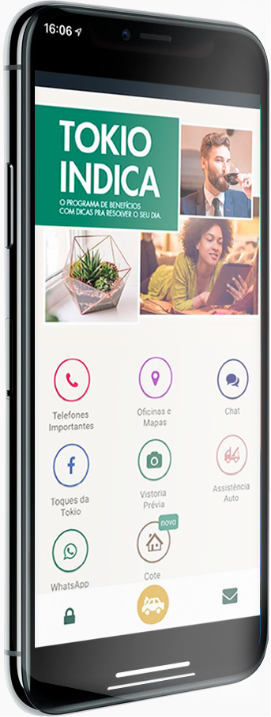 16:06
TOKIO
INDICA
O PROGRAMA DE BENEFÍCIOS
COM DICAS PRA RESOLVER O SEU DIA.
Telefones
Importantes
Oficinas e
Mapas
Chat
Toques da
Tokio
Vistoria
Prévia
Assistência
Auto
WhatsApp
novo
Cote